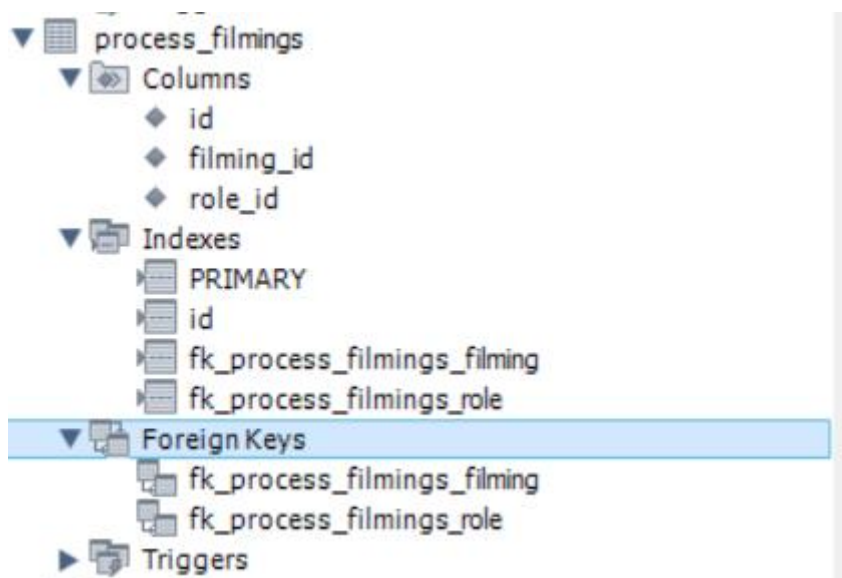 process_filmings
Columns
id
filming_id
role_id
Indexes
PRIMARY
id
fk_process_filmings_filming
fk_process_filmings_role
Foreign Keys
fk_process_filmings_filming
fk_process_filmings_role
Triggers